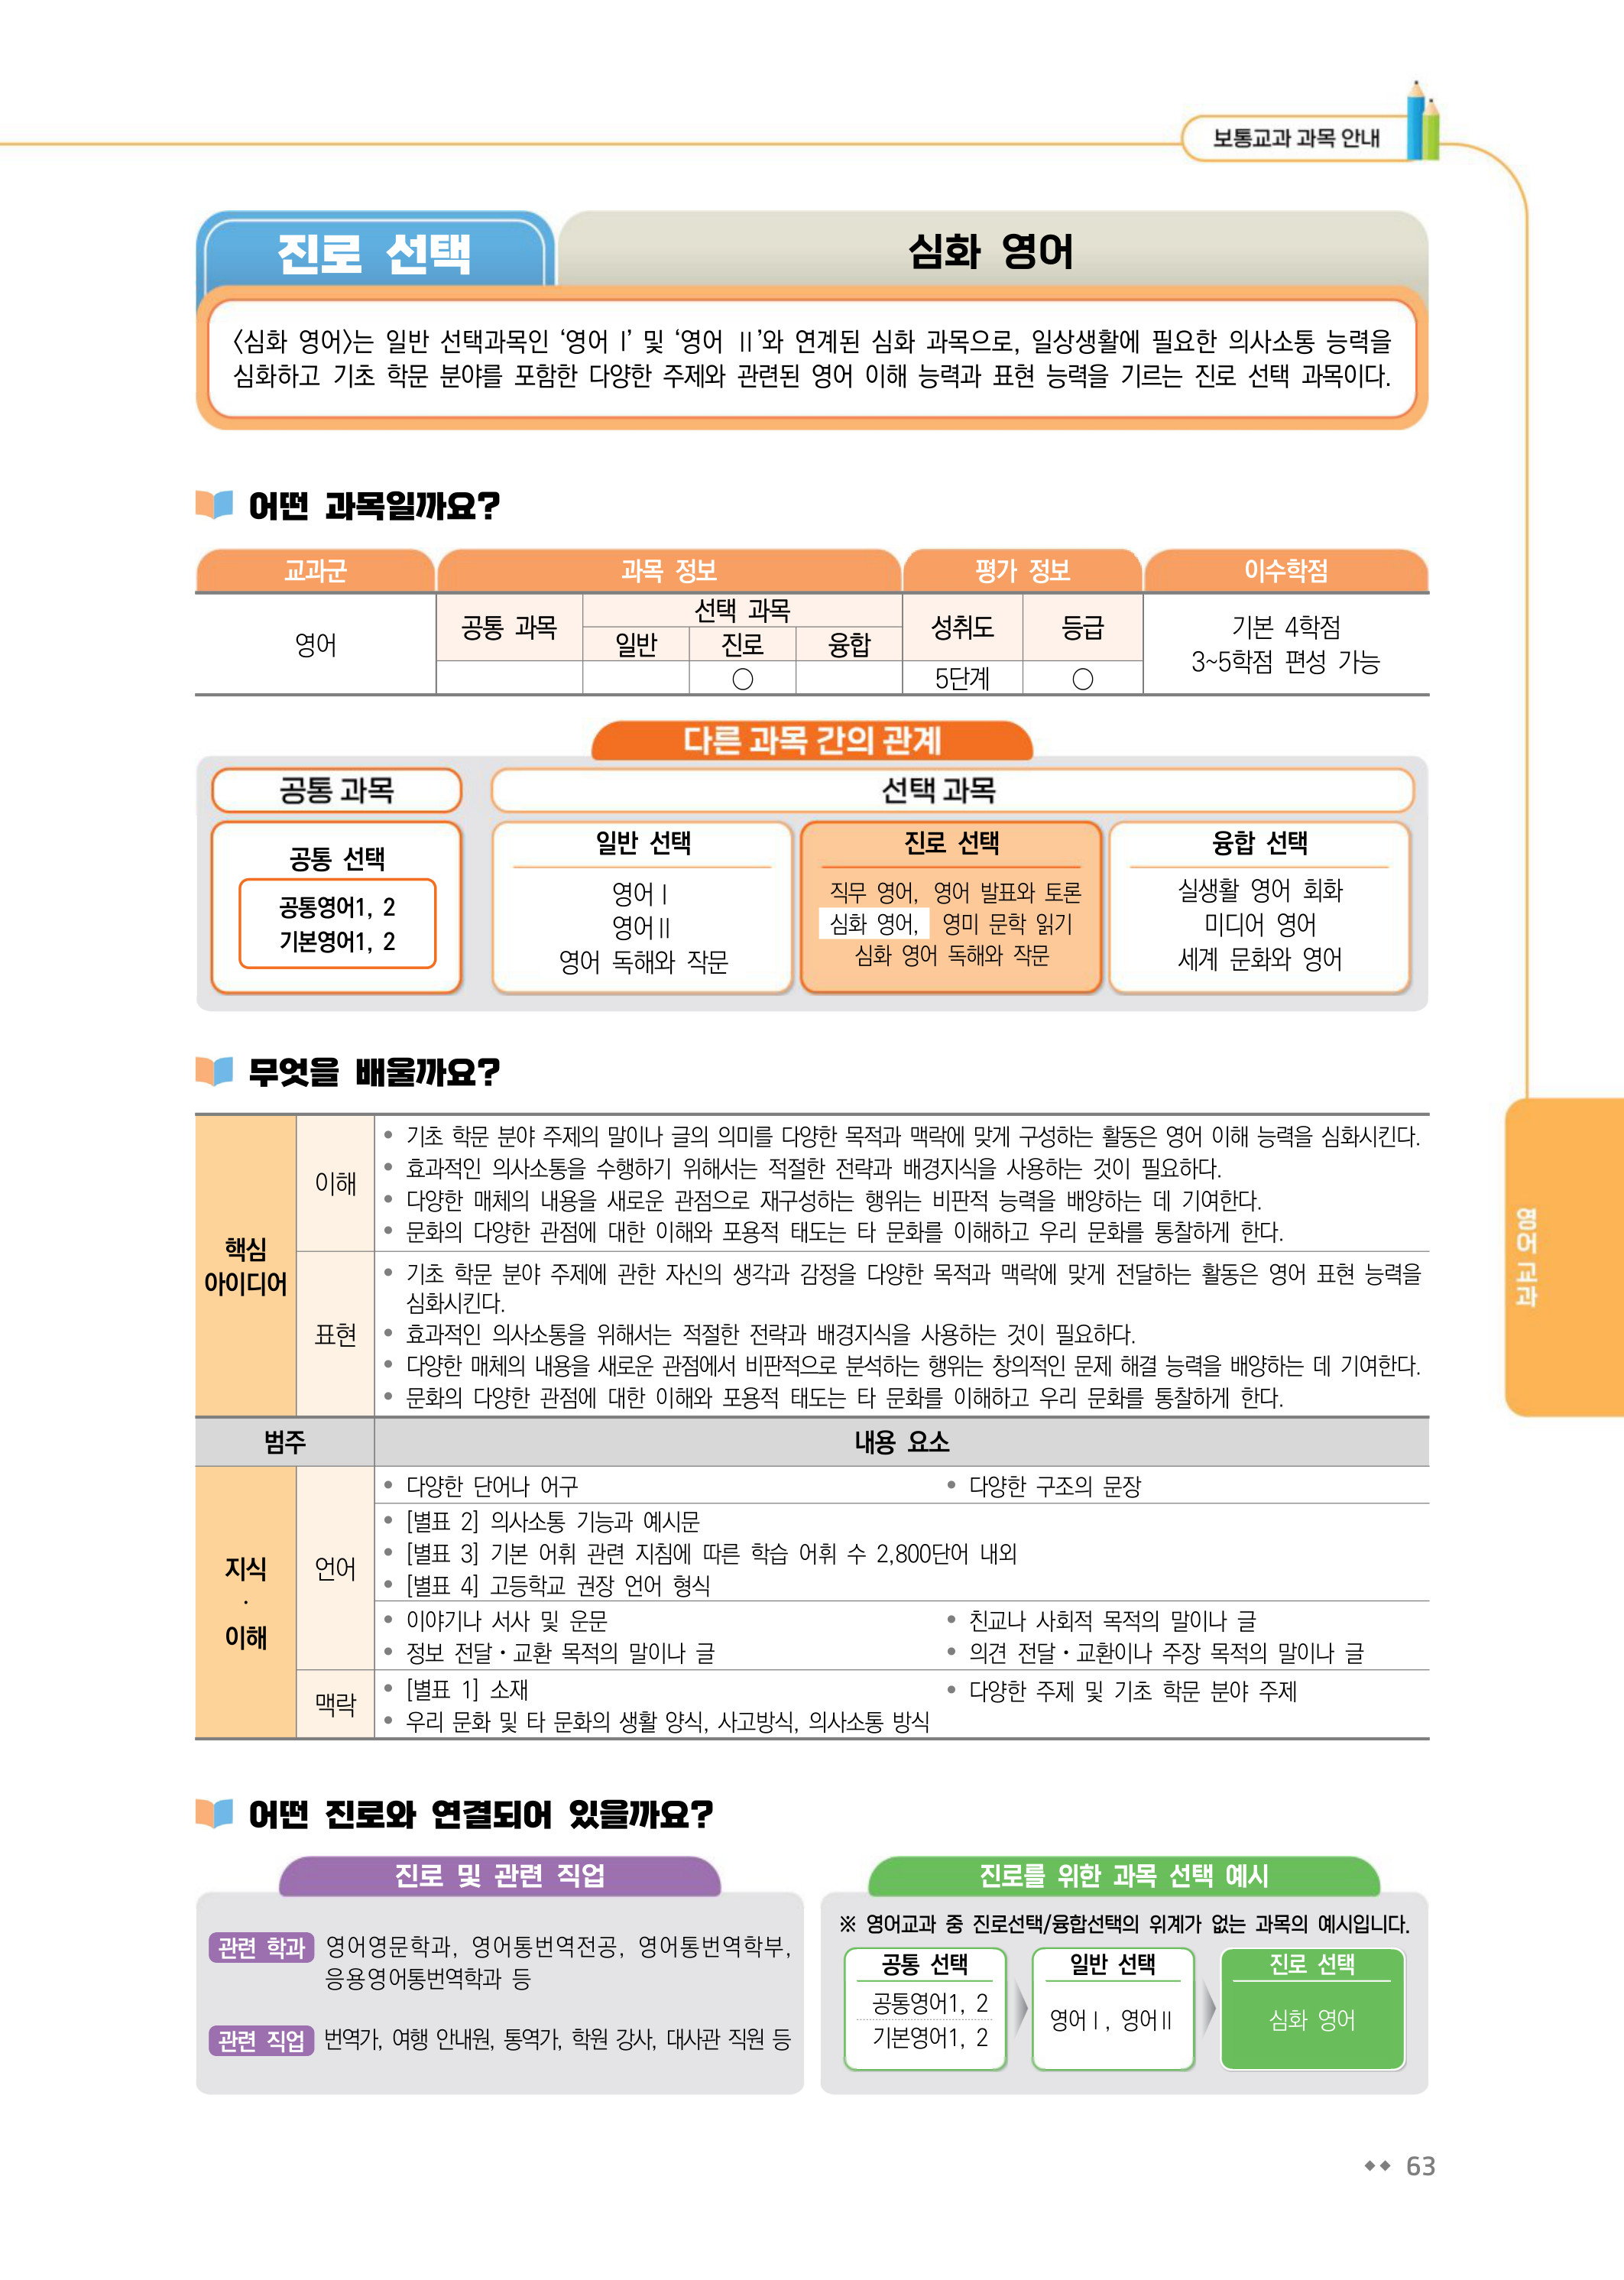 보통교과 과목 안내
진로 선택
심화 영어
〈심화 영어〉는 일반 선택과목인 ‘영어 Ⅰ’ 및 ‘영어 Ⅱ’와 연계된 심화 과목으로, 일상생활에 필요한 의사소통 능력을
심화하고 기초 학문 분야를 포함한 다양한 주제와 관련된 영어 이해 능력과 표현 능력을 기르는 진로 선택 과목이다.
어떤 과목일까요?
교과군 과목 정보 평가 정보 이수학점
영어
공통 과목
선택 과목
일반 진로 융합
성취도 등급
○ 5단계 ○
기본 4학점
3~5학점 편성 가능
다른 과목 간의 관계
공통 과목
선택 과목
공통 선택
공통영어1, 2
기본영어1, 2
일반 선택
영어Ⅰ
영어Ⅱ
영어 독해와 작문
진로 선택
직무 영어, 영어 발표와 토론
심화 영어, 영미 문학 읽기
심화 영어 독해와 작문
융합 선택
실생활 영어 회화
미디어 영어
세계 문화와 영어
무엇을 배울까요?
핵심
아이디어
이해
• 기초 학문 분야 주제의 말이나 글의 의미를 다양한 목적과 맥락에 맞게 구성하는 활동은 영어 이해 능력을 심화시킨다.
• 효과적인 의사소통을 수행하기 위해서는 적절한 전략과 배경지식을 사용하는 것이 필요하다.
• 다양한 매체의 내용을 새로운 관점으로 재구성하는 행위는 비판적 능력을 배양하는 데 기여한다.
• 문화의 다양한 관점에 대한 이해와 포용적 태도는 타 문화를 이해하고 우리 문화를 통찰하게 한다.
표현
• 기초 학문 분야 주제에 관한 자신의 생각과 감정을 다양한 목적과 맥락에 맞게 전달하는 활동은 영어 표현 능력을
심화시킨다.
• 효과적인 의사소통을 위해서는 적절한 전략과 배경지식을 사용하는 것이 필요하다.
• 다양한 매체의 내용을 새로운 관점에서 비판적으로 분석하는 행위는 창의적인 문제 해결 능력을 배양하는 데 기여한다.
• 문화의 다양한 관점에 대한 이해와 포용적 태도는 타 문화를 이해하고 우리 문화를 통찰하게 한다.
범주 내용 요소
지식
·
이해
언어
• 다양한 단어나 어구 • 다양한 구조의 문장
• [별표 2] 의사소통 기능과 예시문
• [별표 3] 기본 어휘 관련 지침에 따른 학습 어휘 수 2,800단어 내외
• [별표 4] 고등학교 권장 언어 형식
• 이야기나 서사 및 운문 • 친교나 사회적 목적의 말이나 글
• 정보 전달・교환 목적의 말이나 글 • 의견 전달・교환이나 주장 목적의 말이나 글
맥락
• [별표 1] 소재 • 다양한 주제 및 기초 학문 분야 주제
• 우리 문화 및 타 문화의 생활 양식, 사고방식, 의사소통 방식
영어 교과
어떤 진로와 연결되어 있을까요?
진로 및 관련 직업
관련 학과 영어영문학과, 영어통번역전공, 영어통번역학부,
응용영어통번역학과 등
관련 직업 번역가, 여행 안내원, 통역가, 학원 강사, 대사관 직원 등
진로를 위한 과목 선택 예시
※ 영어교과 중 진로선택/융합선택의 위계가 없는 과목의 예시입니다.
공통 선택
공통영어1, 2
기본영어1, 2
일반 선택
영어Ⅰ, 영어Ⅱ
진로 선택
심화 영어
◆◆ 63